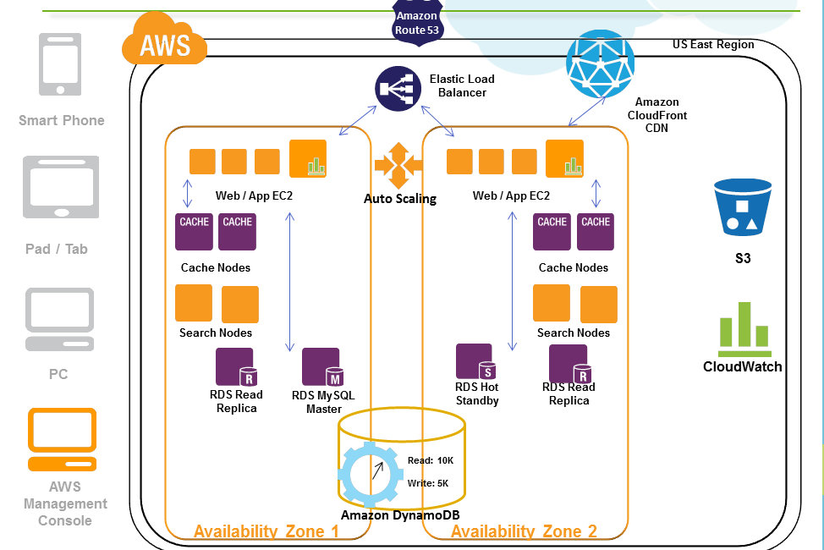 Amazon
Route 53
AWS
US East Region
Elastic Load
Balancer
Smart Phone
Amazon
CloudFront
CDN
Web / App EC2
Auto Scaling
Web / App EC2
CACHE
CACHE
CACHE
CACHE
Pad / Tab
Cache Nodes
Cache Nodes
S3
Search Nodes
Search Nodes
PC
CloudWatch
R
M
S
R
RDS Read
Replica
RDS MySQL
Master
RDS Hot
Standby
RDS Read
Replica
Read: 10K
Write: 5K
AWS
Management
Console
Amazon DynamoDB
Availability Zone 1
Availability Zone 2